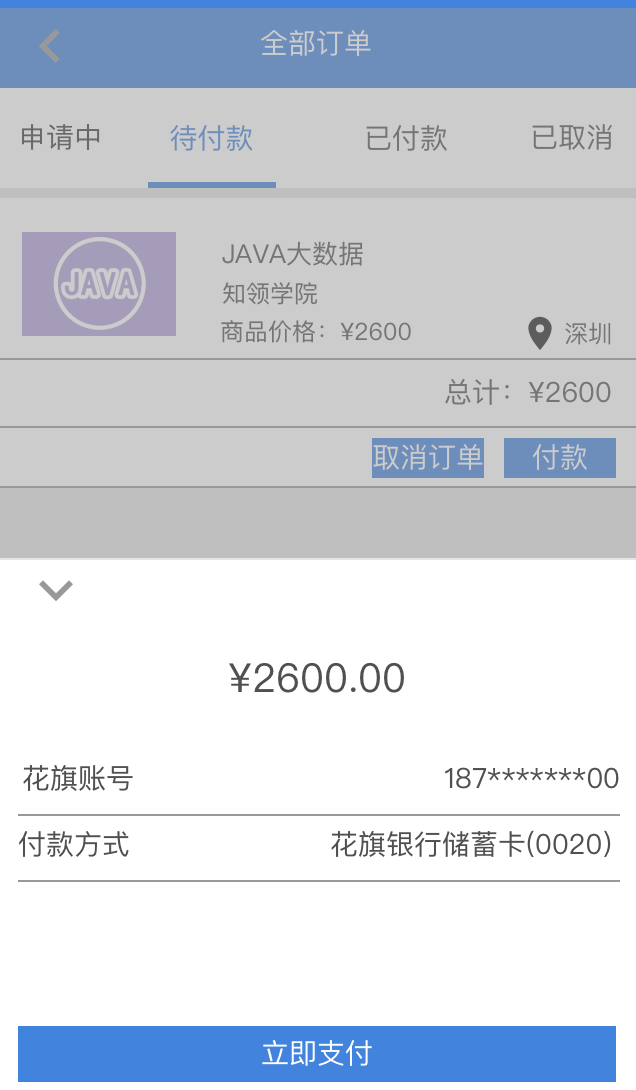 全部订单
申请中 待付款 已付款 已取消
JAVA
JAVA大数据
知领学院
商品价格：¥2600 深圳
总计：¥2600
取消订单 付款
¥2600.00
花旗账号 187*******00
付款方式 花旗银行储蓄卡(0020)
立即支付